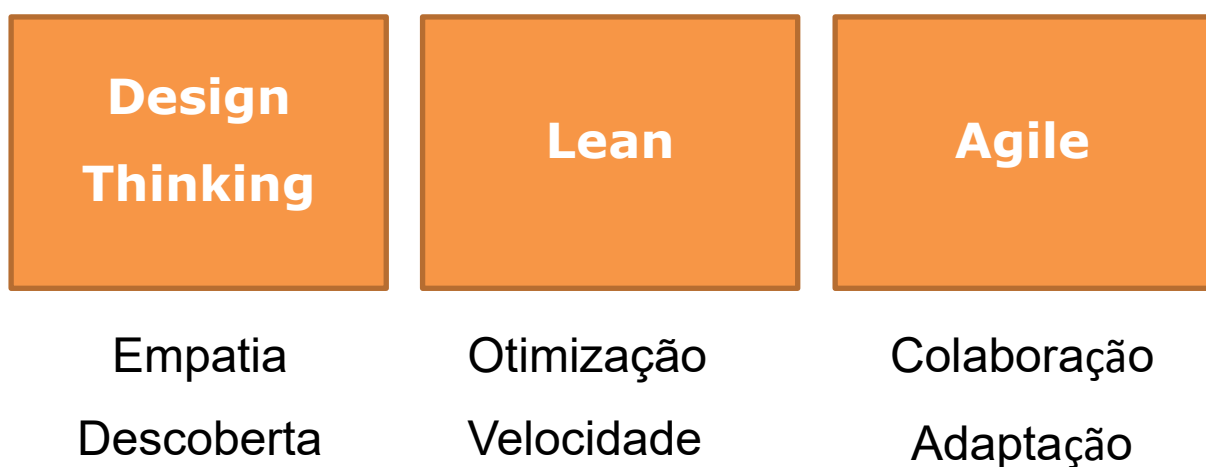 Design
Thinking
Lean
Agile
Empatia
Descoberta
Otimização
Velocidade
Colaboração
Adaptação